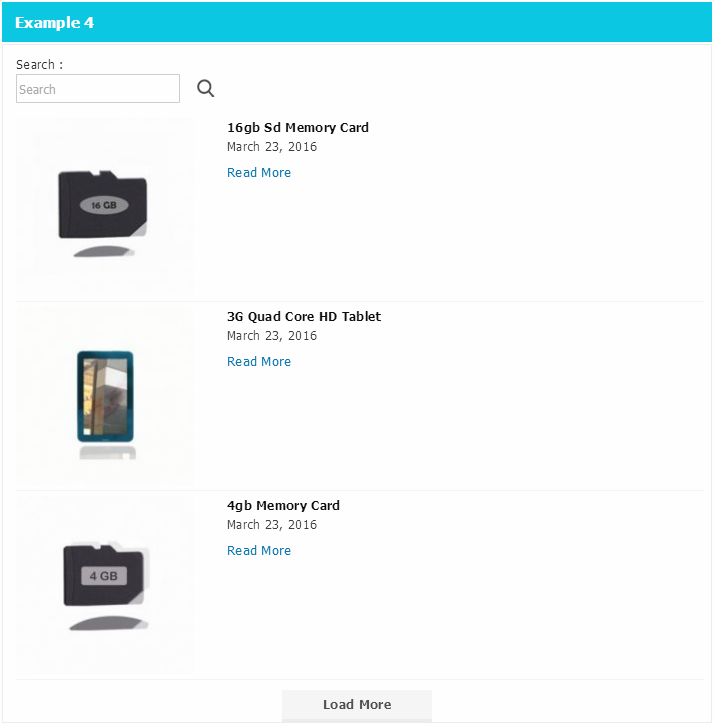 Example 4
Search :
Search
16gb Sd Memory Card
March 23, 2016
Read More
16 GB
3G Quad Core HD Tablet
March 23, 2016
Read More
4gb Memory Card
March 23, 2016
Read More
4 GB
Load More